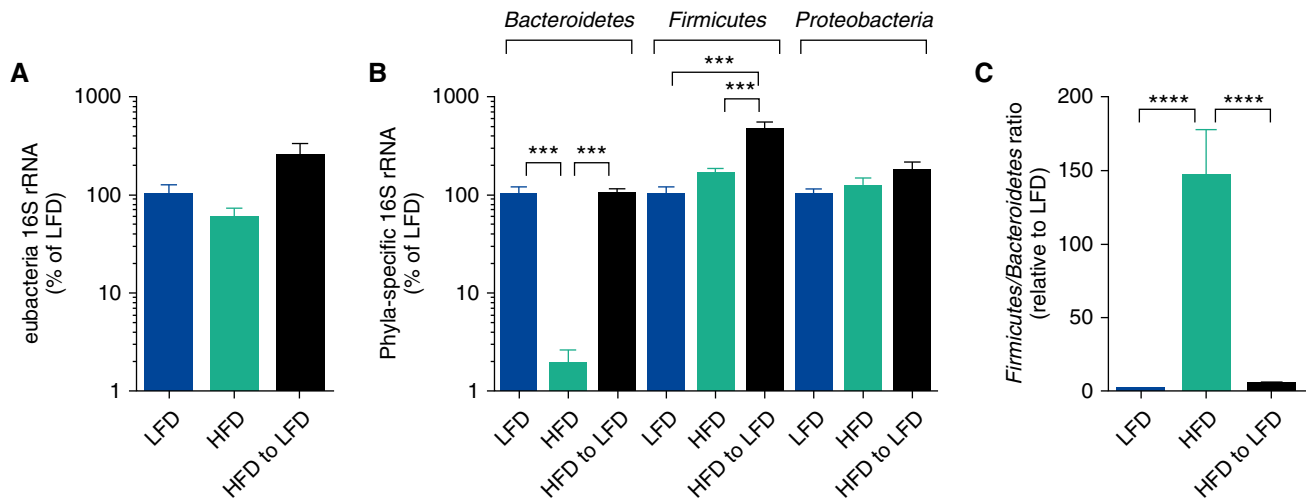 A
eubacteria 16S rRNA
(% of LFD)
1000
100
10
1
LFD
HFD
HFD to LFD
B
Bacteroidetes
Firmicutes
Proteobacteria
Phyla-specific 16S rRNA
(% of LFD)
1000
100
10
1
***
***
***
***
LFD
HFD
HFD to LFD
LFD
HFD
HFD to LFD
LFD
HFD
HFD to LFD
C
Firmicutes/Bacteroidetes ratio
(relative to LFD)
200
150
100
50
0
****
****
LFD
HFD
HFD to LFD